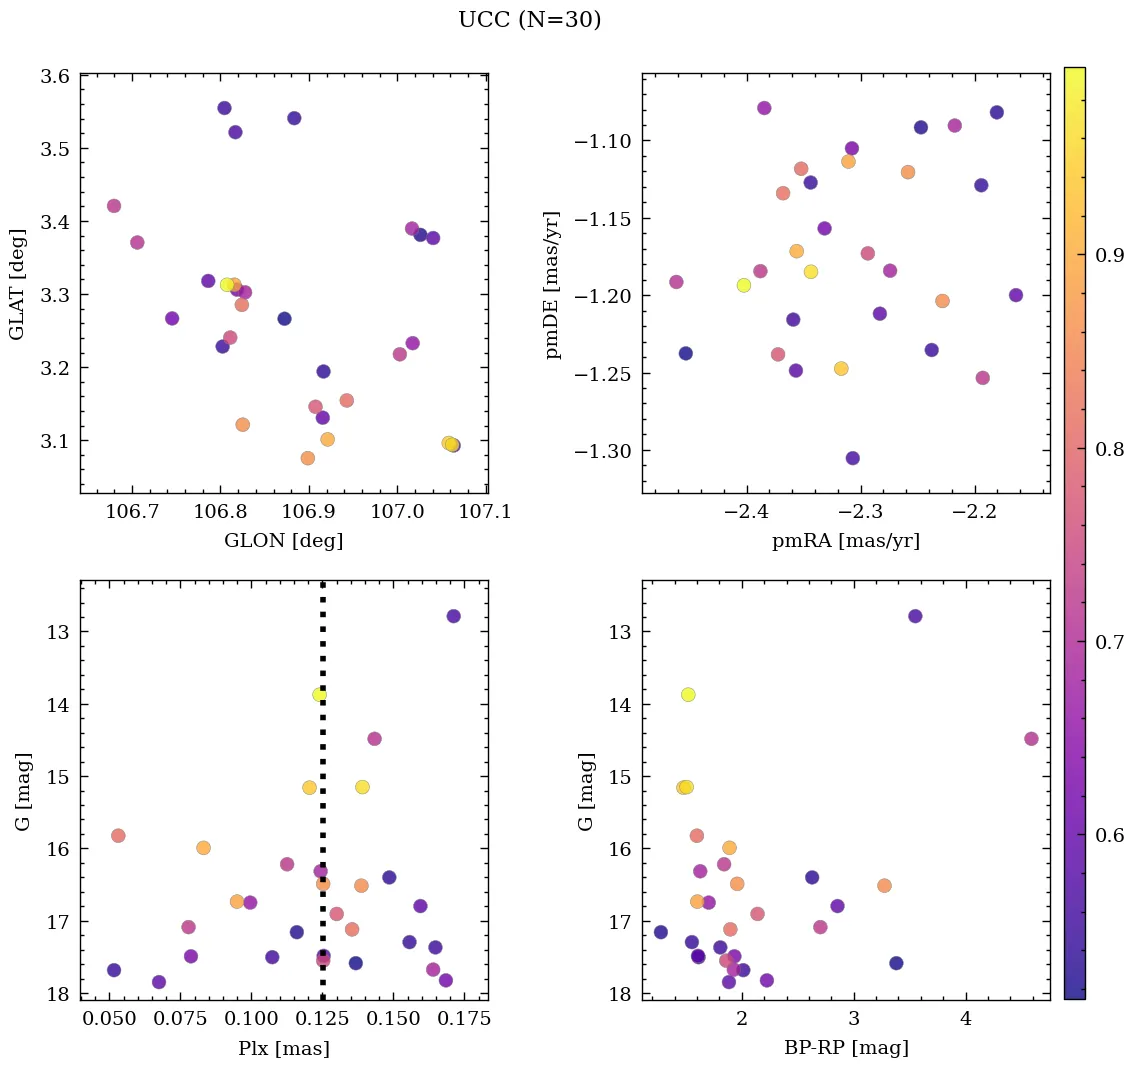 UCC (N=30)
3.6
3.5
3.4
3.3
3.2
3.1
GLAT [deg]
106.7 106.8 106.9 107.0 107.1
GLON [deg]
−1.10
−1.15
−1.20
−1.25
−1.30
pmDE [mas/yr]
−2.4 −2.3 −2.2
pmRA [mas/yr]
13
14
15
16
17
18
G [mag]
0.050 0.075 0.100 0.125 0.150 0.175
Plx [mas]
13
14
15
16
17
18
G [mag]
2 3 4
BP-RP [mag]
0.9
0.8
0.7
0.6